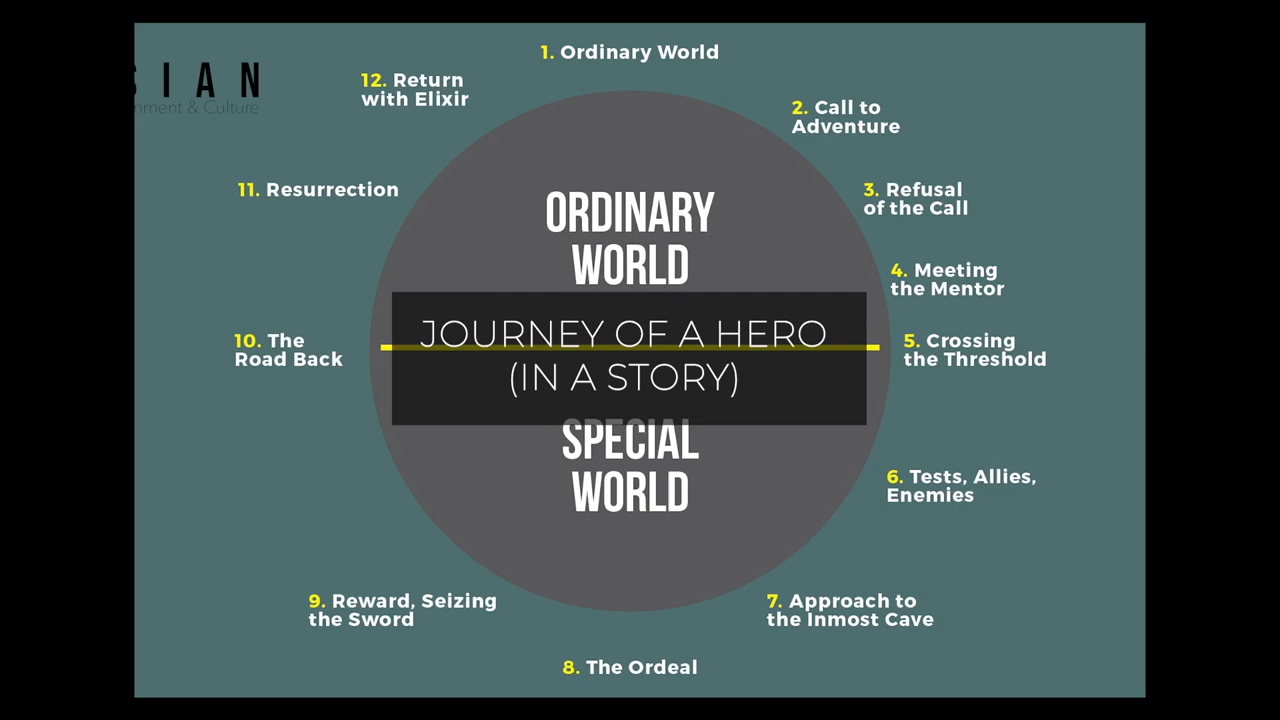 1. Ordinary World
12. Return
with Elixir
S I A N
nment & Culture
2. Call to
Adventure
11. Resurrection
3. Refusal
of the Call
ORDINARY
WORLD
4. Meeting
the Mentor
10. The
Road Back
JOURNEY OF A HERO
(IN A STORY)
5. Crossing
the Threshold
SPECIAL
WORLD
6. Tests, Allies,
Enemies
9. Reward, Seizing
the Sword
7. Approach to
the Inmost Cave
8. The Ordeal